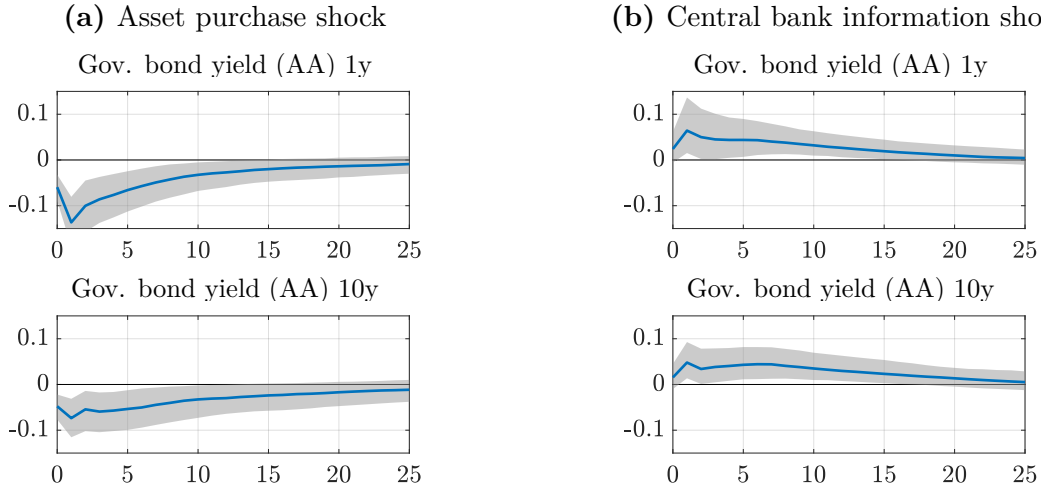 (a) Asset purchase shock
Gov. bond yield (AA) 1y
0.1
0
-0.1
0 5 10 15 20 25
Gov. bond yield (AA) 10y
0.1
0
-0.1
0 5 10 15 20 25
(b) Central bank information sho
Gov. bond yield (AA) 1y
0.1
0
-0.1
0 5 10 15 20 25
Gov. bond yield (AA) 10y
0.1
0
-0.1
0 5 10 15 20 25